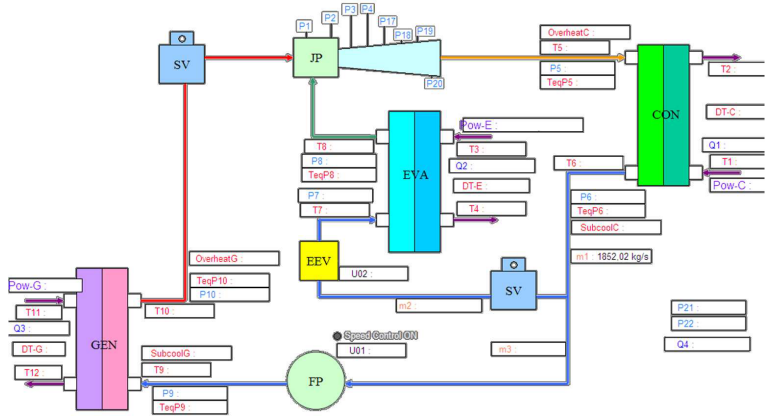 P1
P2
P3
P4
P17
P18
P19
P20
SV
JP
OverheatC :
T5 :
P5 :
TeqP5 :
T2 :
DT-C :
CON
Q1 :
T1 :
Pow-C :
Pow-E :
T8 :
P8 :
TeqP8 :
EVA
T3 :
Q2 :
DT-E :
T4 :
P7 :
T7 :
T6 :
P6 :
TeqP6 :
SubcoolC :
m1 : 1852.02 kg/s
EEV
U02 :
SV
m2 :
OverheatG :
TeqP10 :
P10 :
T10 :
Pow-G :
T11 :
Q3 :
DT-G :
T12 :
GEN
SubcoolG :
T9 :
P9 :
TeqP9 :
Speed Control ON
U01 :
FP
m3 :
P21 :
P22 :
Q4 :